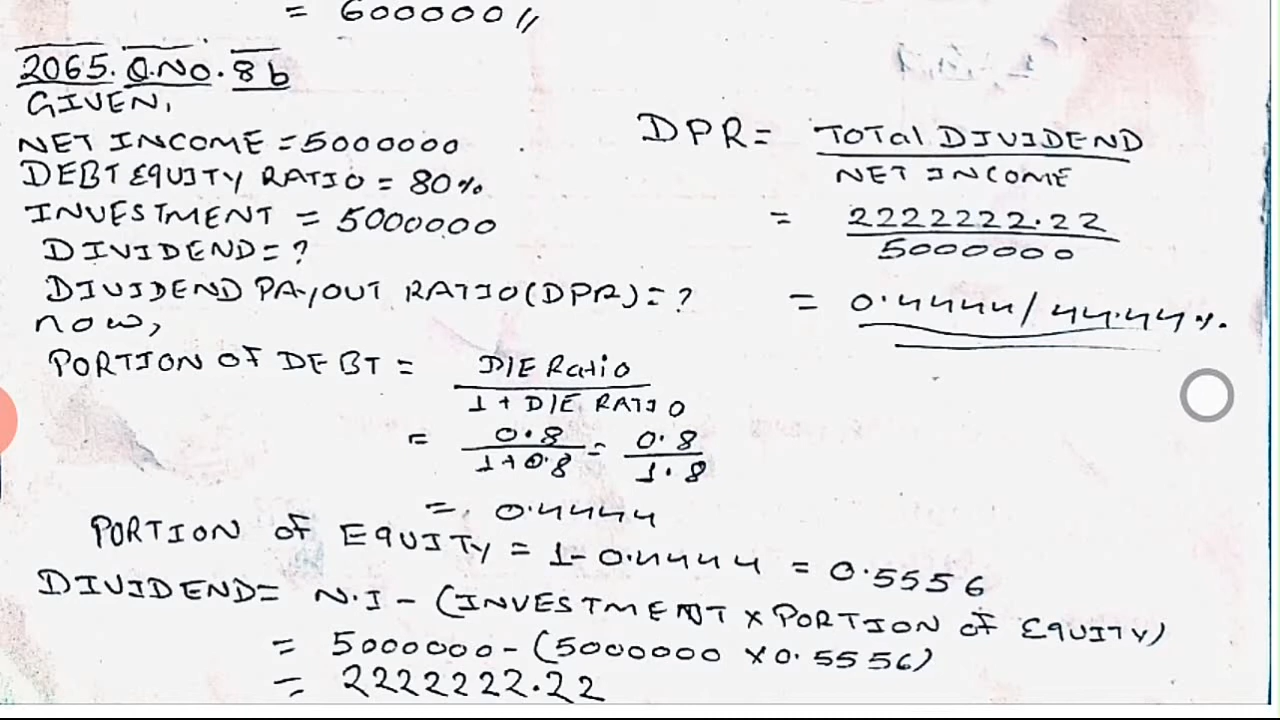 = 600000 //
2065. Q.NO. 8 b
GIVEN,
NET INCOME = 5000000
DEBT EQUITY RATIO = 80%
INVESTMENT = 5000000
DIVIDEND = ?
DIVIDEND PAYOUT RATIO (DPR) = ?
now,
PORTION OF DEBT = D/E Ratio
1 + D/E RATIO
= 0.8 = 0.8
1+0.8 1.8
= 0.4444
PORTION of EQUITY = 1 - 0.4444 = 0.5556
DIVIDEND = N.I - (INVESTMENT X PORTION of EQUITY)
= 5000000 - (5000000 X 0.5556)
= 2222222.22
DPR = TOTal DIVIDEND
NET INCOME
= 2222222.22
5000000
= 0.4444 / 44.44%.